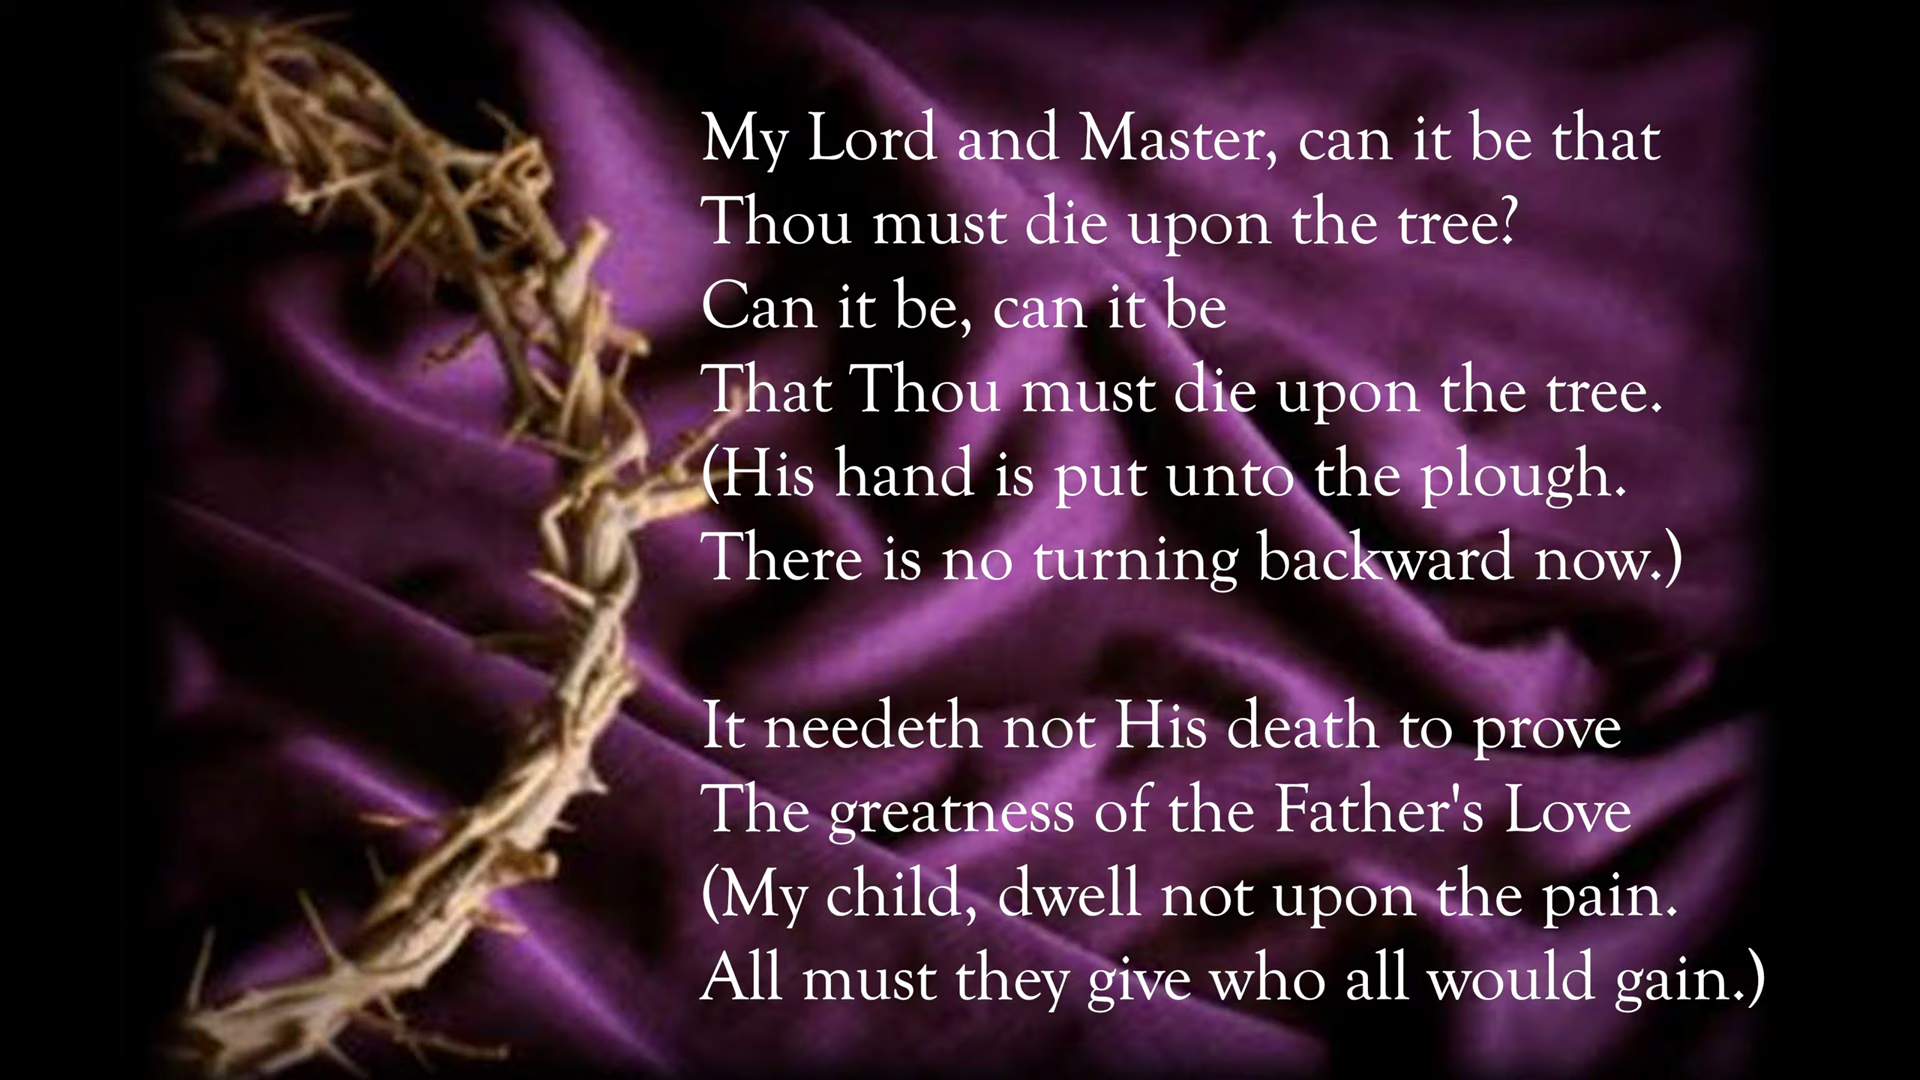 My Lord and Master, can it be that
Thou must die upon the tree?
Can it be, can it be
That Thou must die upon the tree.
(His hand is put unto the plough.
There is no turning backward now.)
It needeth not His death to prove
The greatness of the Father's Love
(My child, dwell not upon the pain.
All must they give who all would gain.)